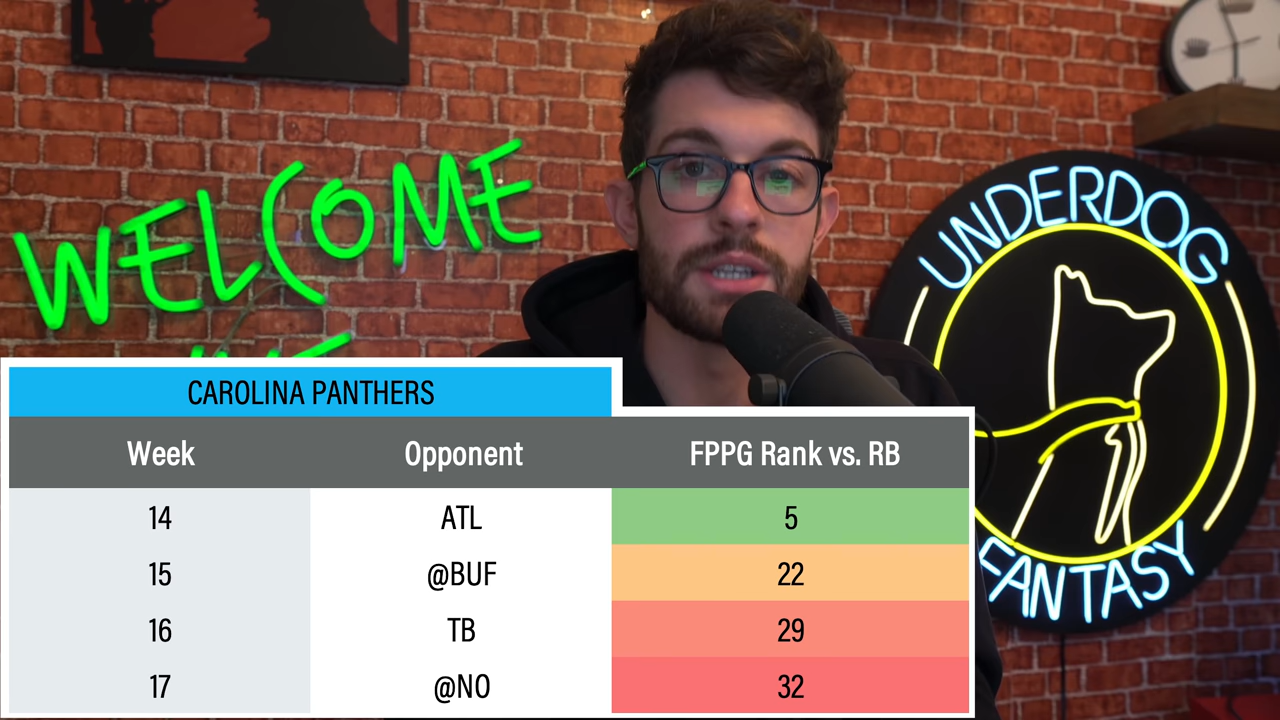 WELCOME
UNDERDOG
FANTASY
CAROLINA PANTHERS
Week Opponent FPPG Rank vs. RB
14 ATL 5
15 @BUF 22
16 TB 29
17 @NO 32